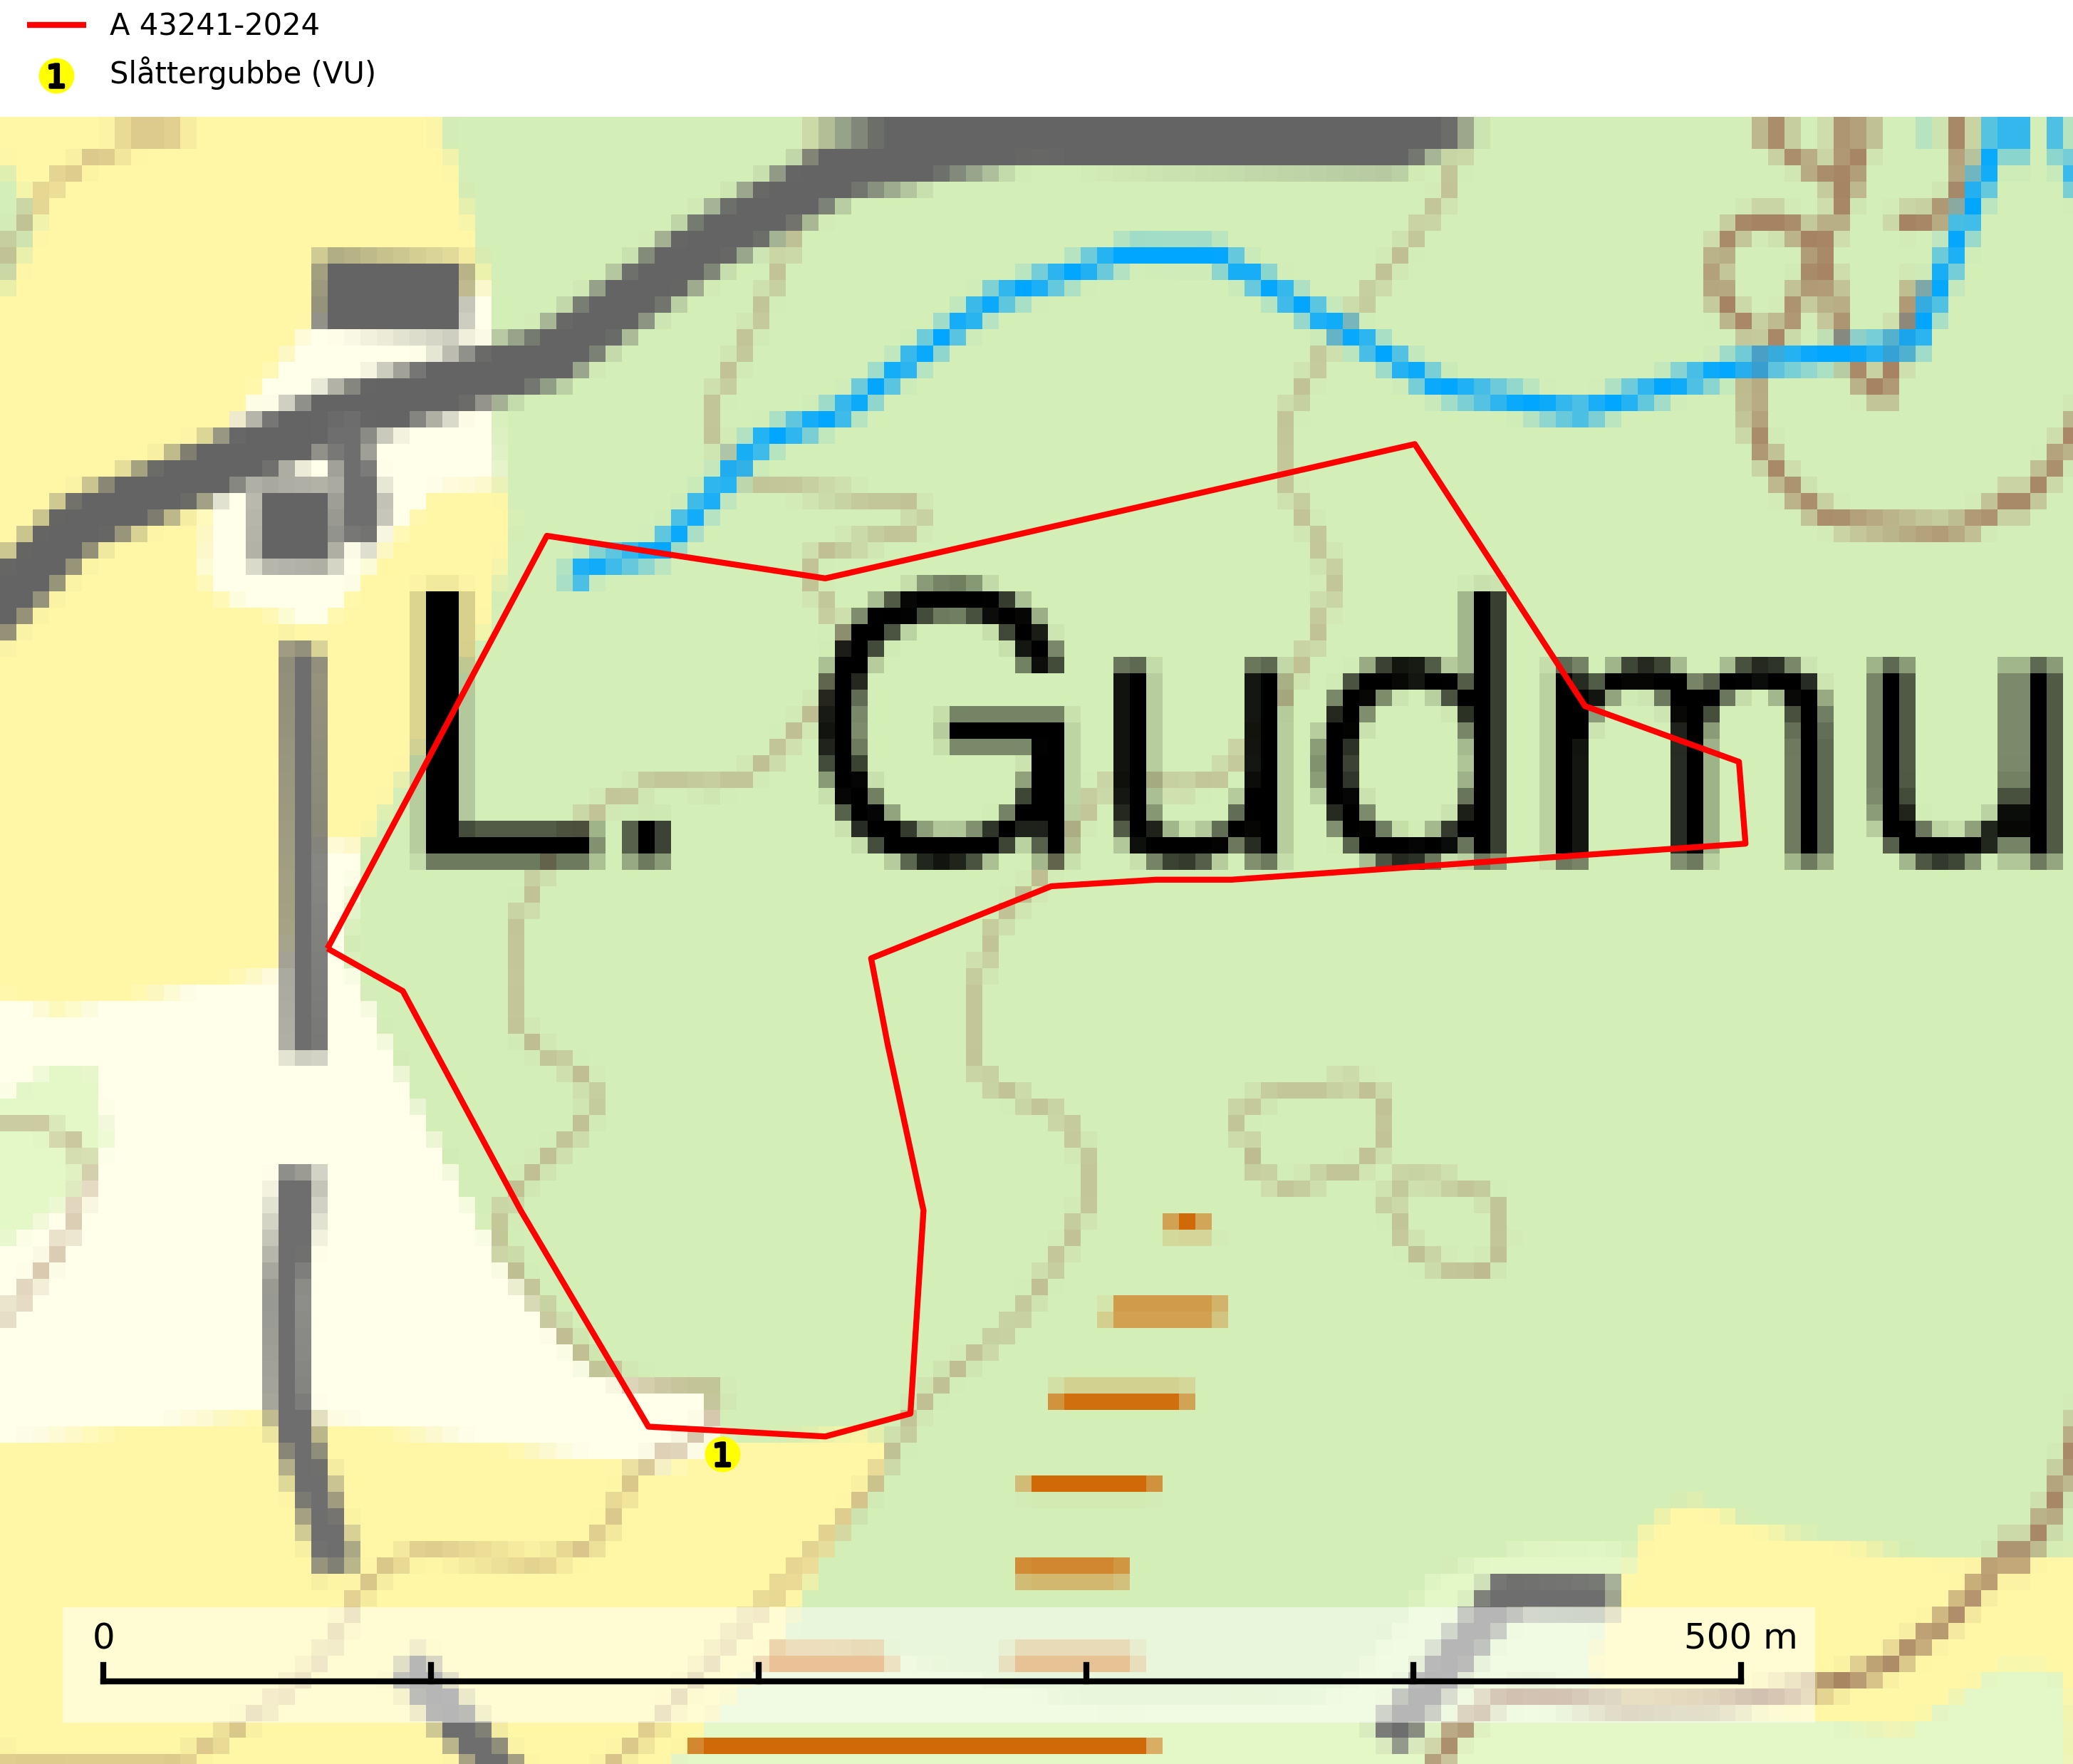 A 43241-2024
1 Slåttergubbe (VU)
L. Gudmu
1
0 500 m